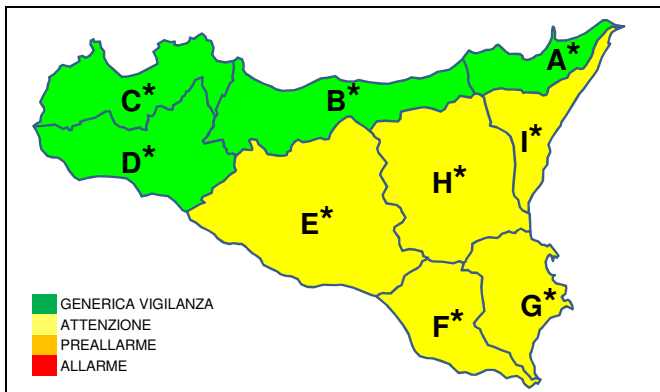 A*
C*
B*
I*
D*
H*
E*
G*
F*
GENERICA VIGILANZA
ATTENZIONE
PREALLARME
ALLARME